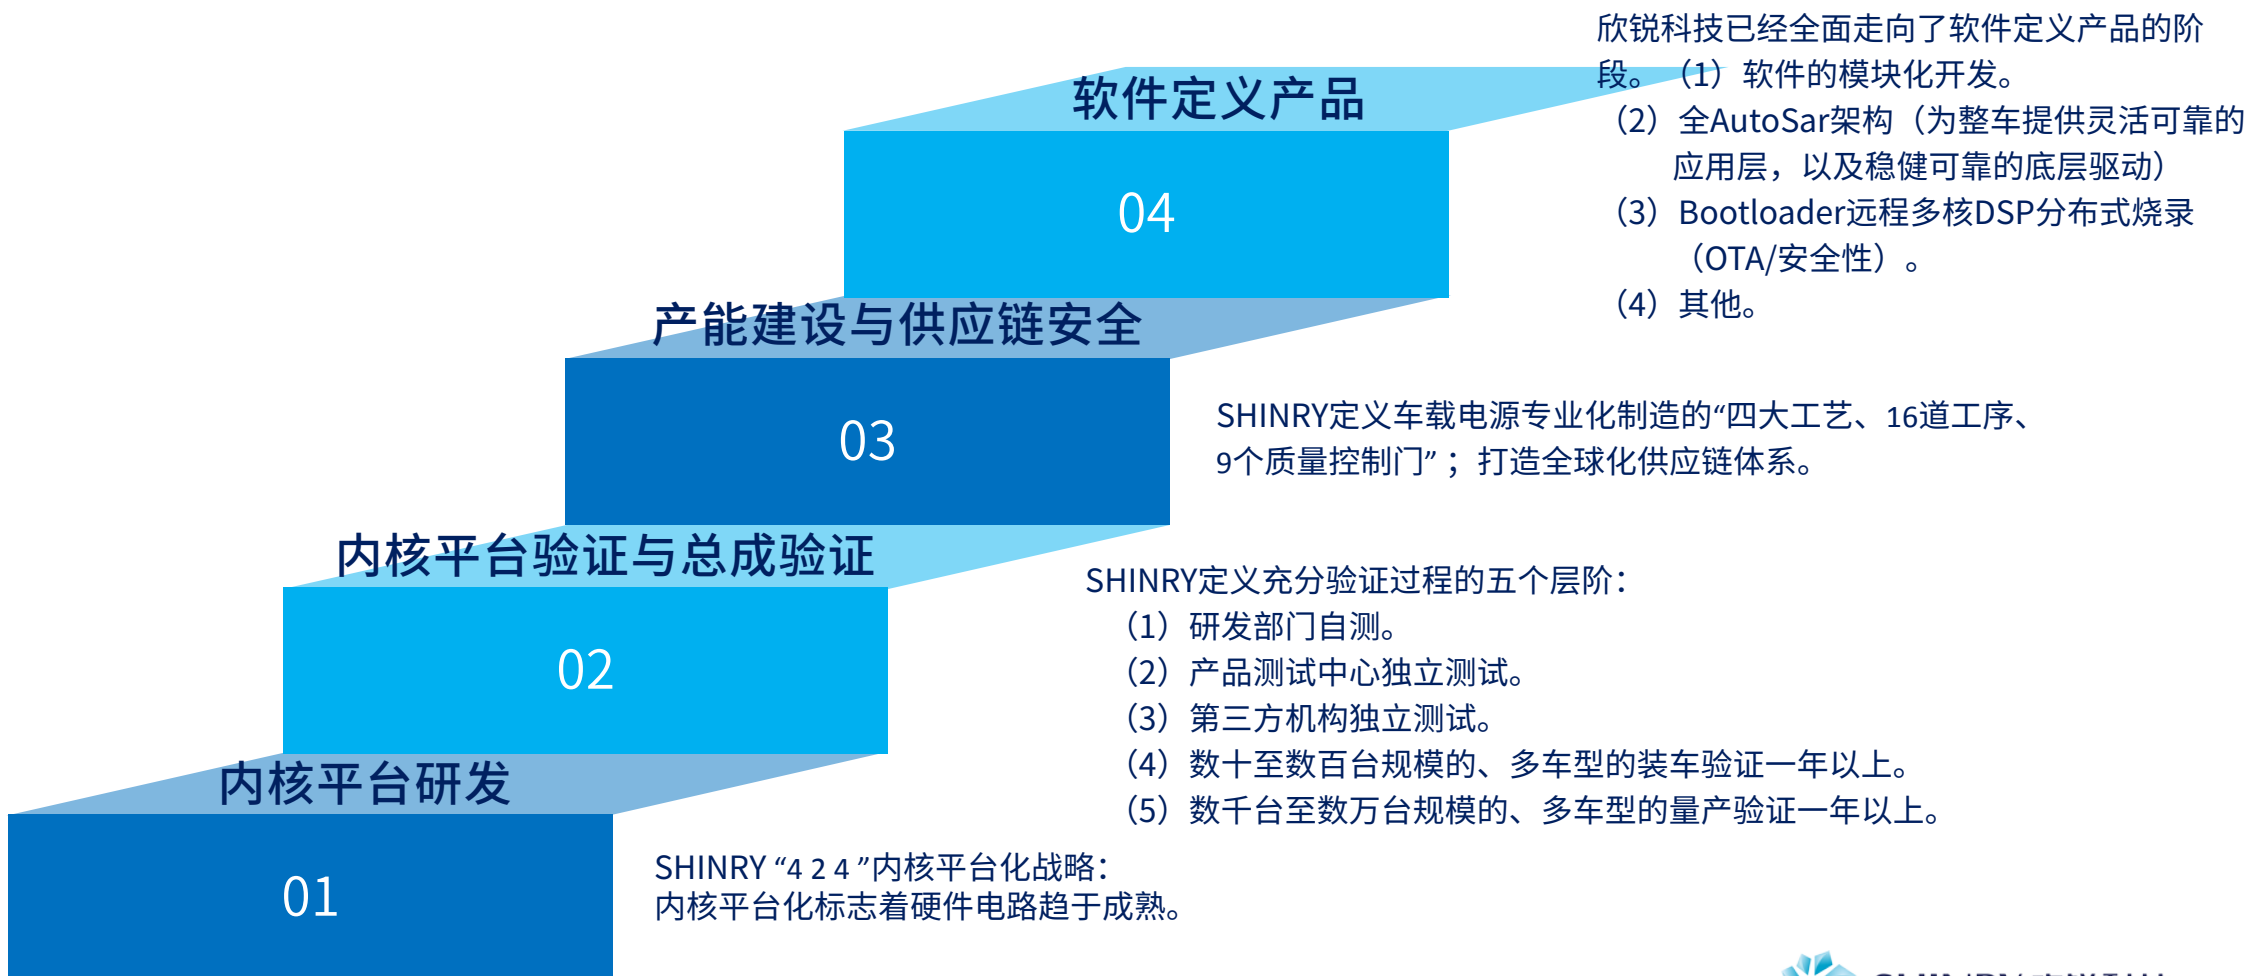 欣锐科技已经全面走向了软件定义产品的阶
段。（1）软件的模块化开发。
（2）全AutoSar架构（为整车提供灵活可靠的
应用层，以及稳健可靠的底层驱动）
（3）Bootloader远程多核DSP分布式烧录
（OTA/安全性）。
（4）其他。
软件定义产品
04
产能建设与供应链安全
03
SHINRY定义车载电源专业化制造的“四大工艺、16道工序、
9个质量控制门”；打造全球化供应链体系。
内核平台验证与总成验证
02
SHINRY定义充分验证过程的五个层阶：
（1）研发部门自测。
（2）产品测试中心独立测试。
（3）第三方机构独立测试。
（4）数十至数百台规模的、多车型的装车验证一年以上。
（5）数千台至数万台规模的、多车型的量产验证一年以上。
内核平台研发
01
SHINRY “4 2 4 ”内核平台化战略：
内核平台化标志着硬件电路趋于成熟。